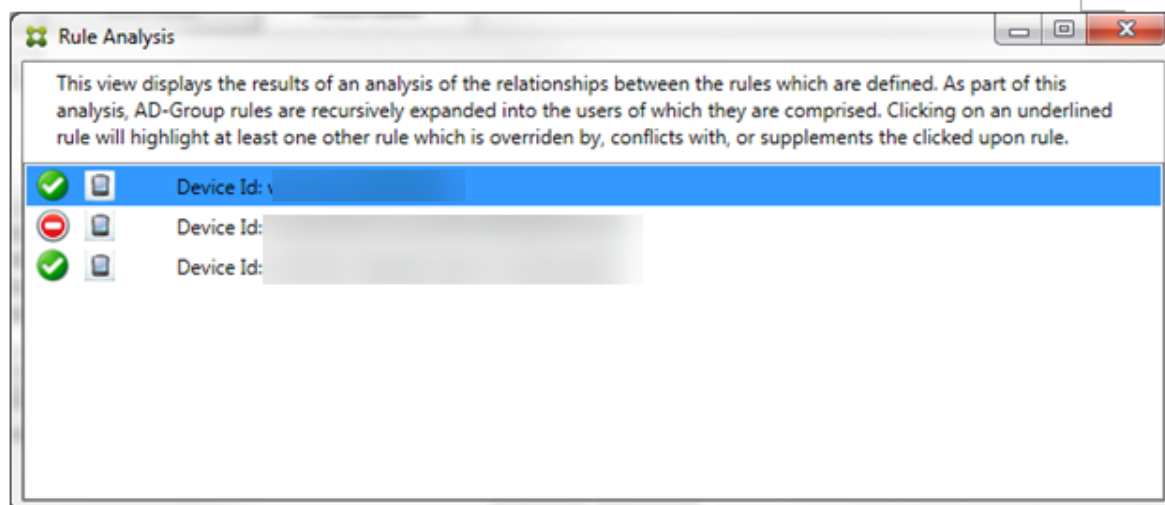 Rule Analysis
This view displays the results of an analysis of the relationships between the rules which are defined. As part of this
analysis, AD-Group rules are recursively expanded into the users of which they are comprised. Clicking on an underlined
rule will highlight at least one other rule which is overriden by, conflicts with, or supplements the clicked upon rule.
Device Id:
Device Id:
Device Id: